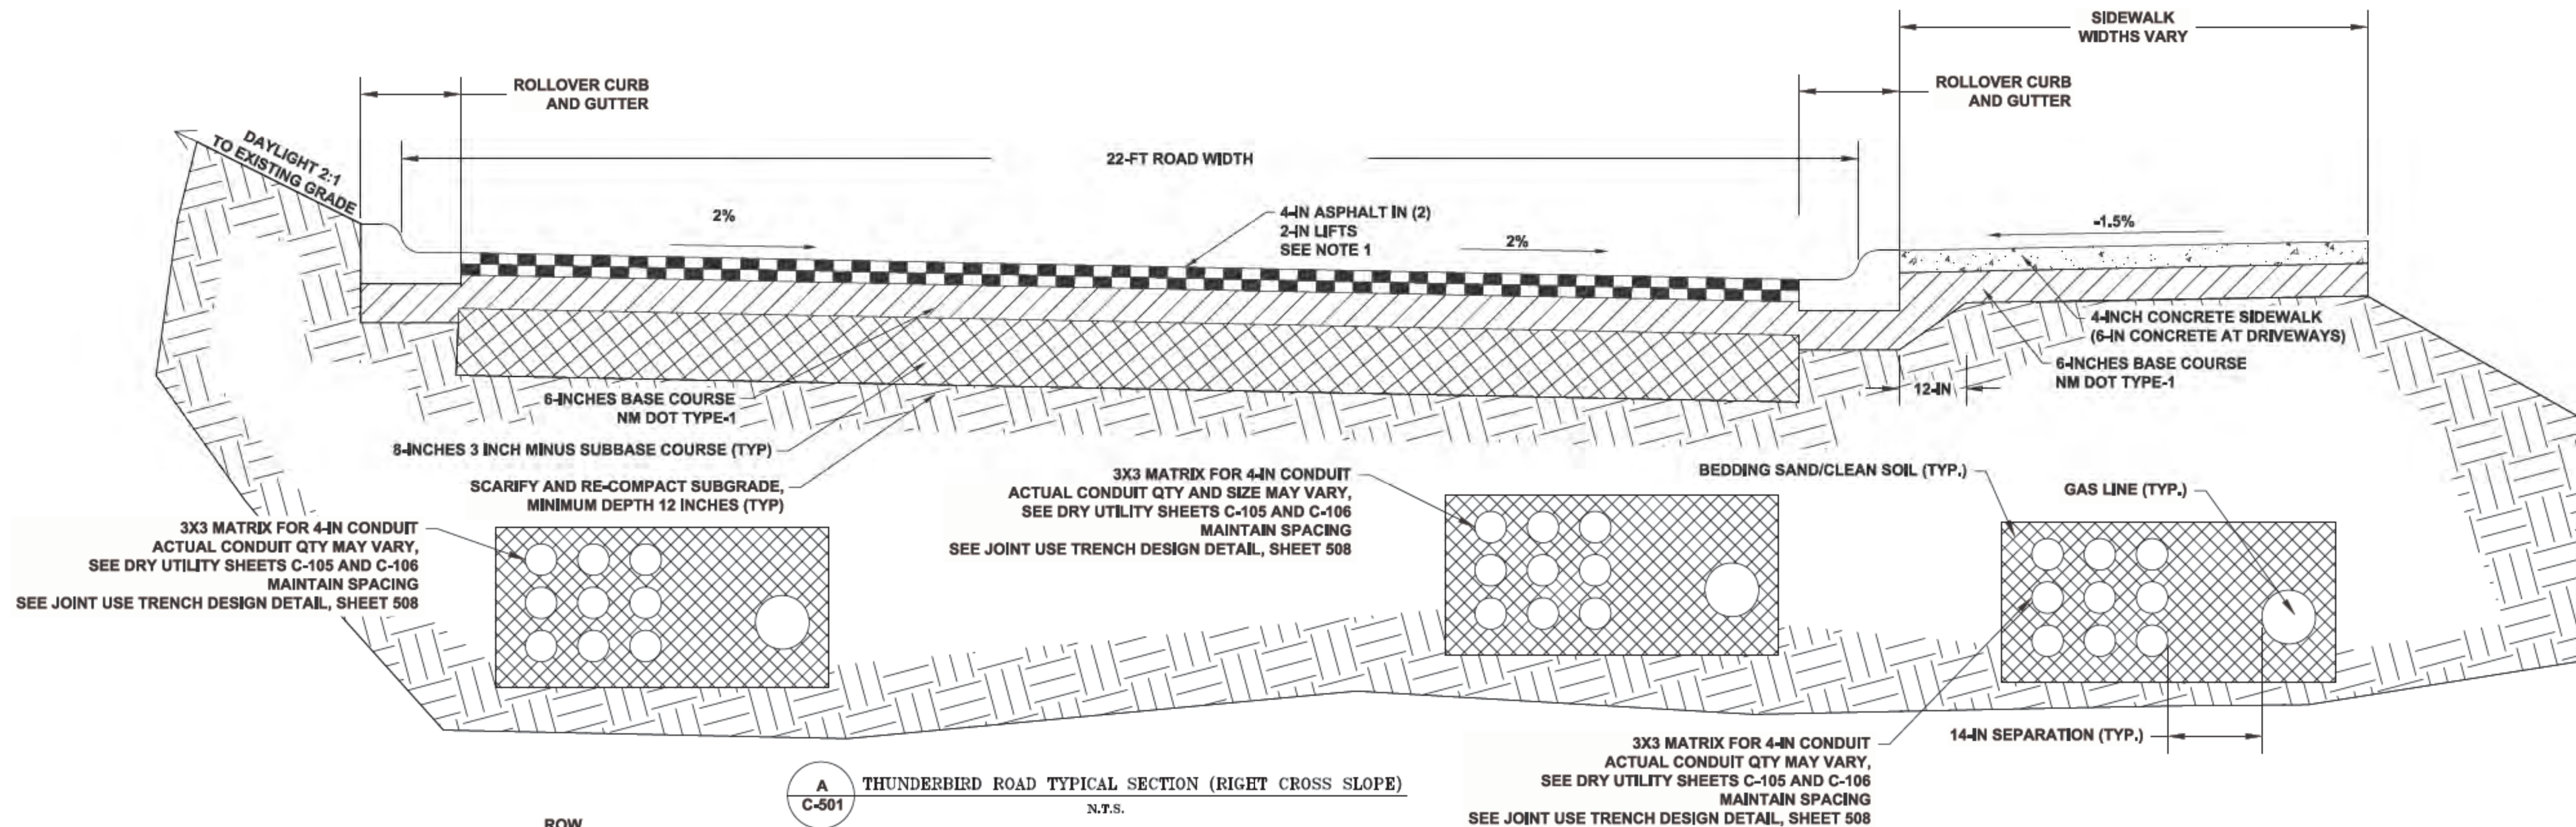 SIDEWALK
WIDTHS VARY
ROLLOVER CURB
AND GUTTER
ROLLOVER CURB
AND GUTTER
DAYLIGHT 2:1
TO EXISTING GRADE
22-FT ROAD WIDTH
2%
4-IN ASPHALT IN (2)
2-IN LIFTS
SEE NOTE 1
2%
-1.5%
4-INCH CONCRETE SIDEWALK
(6-IN CONCRETE AT DRIVEWAYS)
6-INCHES BASE COURSE
NM DOT TYPE-1
12-IN
6-INCHES BASE COURSE
NM DOT TYPE-1
8-INCHES 3 INCH MINUS SUBBASE COURSE (TYP)
SCARIFY AND RE-COMPACT SUBGRADE,
MINIMUM DEPTH 12 INCHES (TYP)
3X3 MATRIX FOR 4-IN CONDUIT
ACTUAL CONDUIT QTY MAY VARY,
SEE DRY UTILITY SHEETS C-105 AND C-106
MAINTAIN SPACING
SEE JOINT USE TRENCH DESIGN DETAIL, SHEET 508
3X3 MATRIX FOR 4-IN CONDUIT
ACTUAL CONDUIT QTY AND SIZE MAY VARY,
SEE DRY UTILITY SHEETS C-105 AND C-106
MAINTAIN SPACING
SEE JOINT USE TRENCH DESIGN DETAIL, SHEET 508
BEDDING SAND/CLEAN SOIL (TYP.)
GAS LINE (TYP.)
14-IN SEPARATION (TYP.)
3X3 MATRIX FOR 4-IN CONDUIT
ACTUAL CONDUIT QTY MAY VARY,
SEE DRY UTILITY SHEETS C-105 AND C-106
MAINTAIN SPACING
SEE JOINT USE TRENCH DESIGN DETAIL, SHEET 508
A
C-501
THUNDERBIRD ROAD TYPICAL SECTION (RIGHT CROSS SLOPE)
N.T.S.
ROW